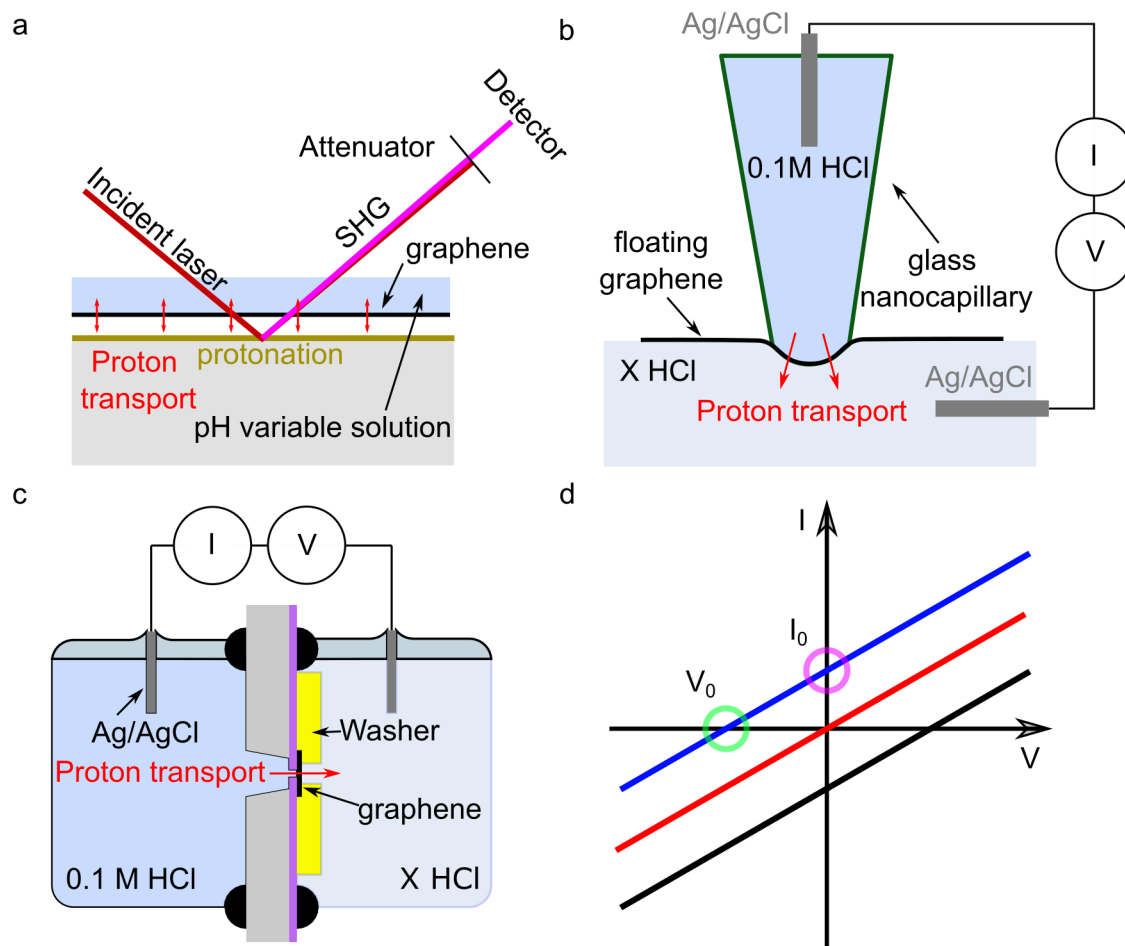 a
Incident laser
SHG
Attenuator
Detector
graphene
Proton
transport
protonation
pH variable solution
b
Ag/AgCl
0.1M HCl
I
V
floating
graphene
glass
nanocapillary
X HCl
Ag/AgCl
Proton transport
c
I
V
Ag/AgCl
Washer
Proton transport
graphene
0.1 M HCl
X HCl
d
I
I₀
V₀
V